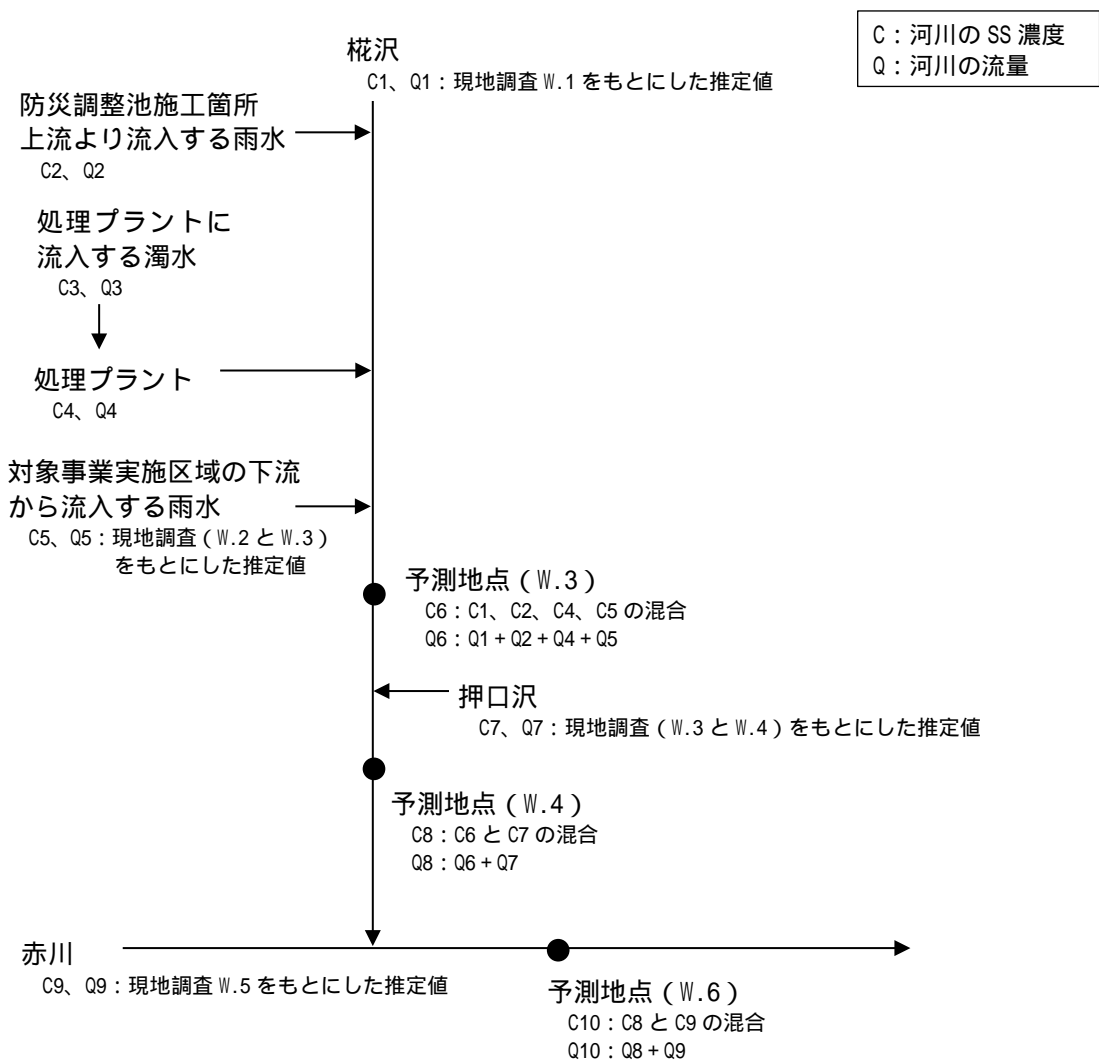 C：河川の SS 濃度
Q：河川の流量
椛沢
C1、Q1：現地調査 W.1 をもとにした推定値
防災調整池施工箇所
上流より流入する雨水
C2、Q2
処理プラントに
流入する濁水
C3、Q3
処理プラント
C4、Q4
対象事業実施区域の下流
から流入する雨水
C5、Q5：現地調査（W.2 と W.3）
をもとにした推定値
予測地点（W.3）
C6：C1、C2、C4、C5 の混合
Q6：Q1＋Q2＋Q4＋Q5
押口沢
C7、Q7：現地調査（W.3 と W.4）をもとにした推定値
予測地点（W.4）
C8：C6 と C7 の混合
Q8：Q6＋Q7
赤川
C9、Q9：現地調査 W.5 をもとにした推定値
予測地点（W.6）
C10：C8 と C9 の混合
Q10：Q8＋Q9